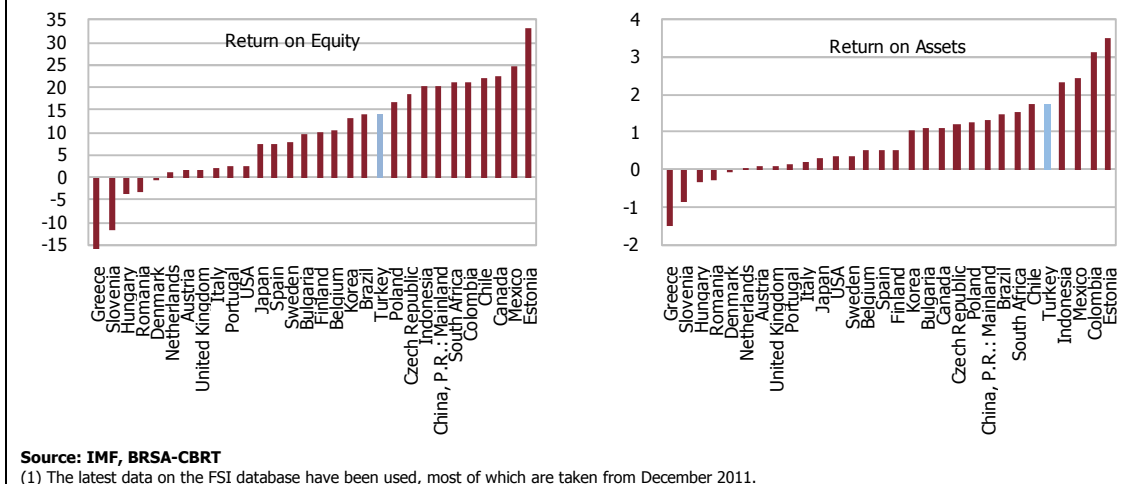 Return on Equity
35
30
25
20
15
10
5
0
-5
-10
-15
Greece
Slovenia
Hungary
Romania
Denmark
Netherlands
Austria
United Kingdom
Italy
Portugal
USA
Japan
Spain
Sweden
Bulgaria
Finland
Belgium
Korea
Brazil
Turkey
Poland
Czech Republic
Indonesia
China, P.R.: Mainland
South Africa
Colombia
Chile
Canada
Mexico
Estonia
Return on Assets
4
3
2
1
0
-1
-2
Greece
Slovenia
Hungary
Romania
Denmark
Netherlands
Austria
United Kingdom
Portugal
Italy
Japan
USA
Sweden
Belgium
Spain
Finland
Korea
Bulgaria
Canada
Czech Republic
Poland
China, P.R.: Mainland
Brazil
South Africa
Chile
Turkey
Indonesia
Mexico
Colombia
Estonia
Source: IMF, BRSA-CBRT
(1) The latest data on the FSI database have been used, most of which are taken from December 2011.